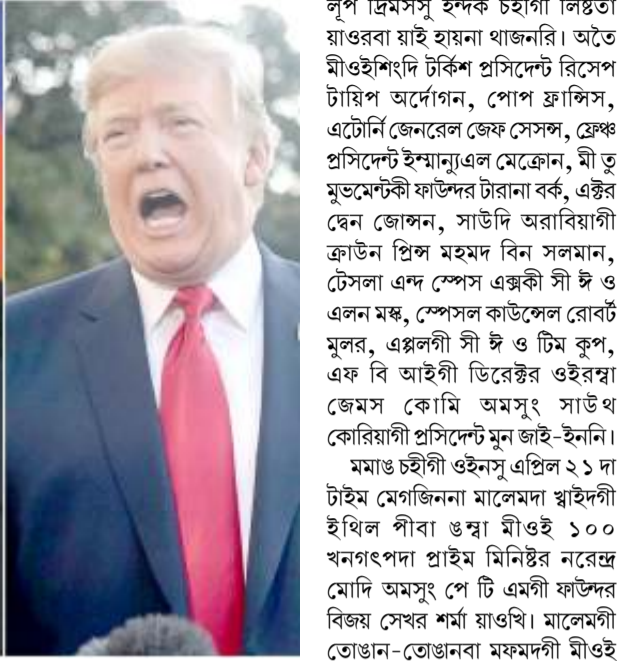 লূপ দ্রিমসসু হন্দক চহীগী লিষ্টতা
য়াওরবা য়াই হায়না থাজনরি। অতৈ
মীওইশিংদি টর্কিশ প্রসিদেন্ট রিসেপ
টায়িপ অর্দোগন, পোপ ফ্রান্সিস,
এটোর্নি জেনরেল জেফ সেসন্স, ফ্রেঞ্চ
প্রসিদেন্ট ইম্মান্যুএল মেক্রোন, মী তু
মুভমেন্টকী ফাউন্দর টারানা বর্ক, এক্টর
দ্বেন জোন্সন, সাউদি অরাবিয়াগী
ক্রাউন প্রিন্স মহমদ বিন সলমান,
টেসলা এন্দ স্পেস এক্সকী সী ঈ ও
এলন মস্ক, স্পেসল কাউন্সেল রোবর্ট
মুলর, এপ্পলগী সী ঈ ও টিম কুপ,
এফ বি আইগী ডিরেক্টর ওইরম্বা
জেমস কোমি অমসুং সাউথ
কোরিয়াগী প্রসিদেন্ট মুন জাই-ইননি।
মমাঙ চহীগী ওইনসু এপ্রিল ২১ দা
টাইম মেগজিননা মালেমদা খ্বাইদগী
ইথিল পীবা ঙম্বা মীওই ১০০
খনগৎপদা প্রাইম মিনিষ্টর নরেন্দ্র
মোদি অমসুং পে টি এমগী ফাউন্দর
বিজয় সেখর শর্মা য়াওখি। মালেমগী
তোঙান-তোঙানবা মফমদগী মীওই